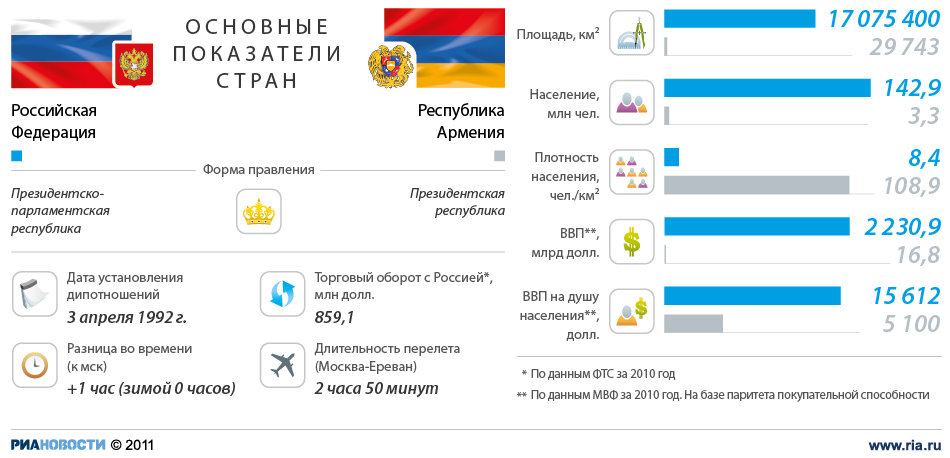 ОСНОВНЫЕ
ПОКАЗАТЕЛИ
СТРАН
Российская
Федерация
Республика
Армения
Форма правления
Президентско-
парламентская
республика
Президентская
республика
Дата установления
дипотношений
3 апреля 1992 г.
Торговый оборот с Россией*,
млн долл.
859,1
Разница во времени
(к мск)
+1 час (зимой 0 часов)
Длительность перелета
(Москва-Ереван)
2 часа 50 минут
Площадь, км²
17 075 400
29 743
Население,
млн чел.
142,9
3,3
Плотность
населения,
чел./км²
8,4
108,9
ВВП**,
млрд долл.
2 230,9
16,8
ВВП на душу
населения**,
долл.
15 612
5 100
* По данным ФТС за 2010 год
** По данным МВФ за 2010 год. На базе паритета покупательной способности
РИАНОВОСТИ © 2011
www.ria.ru